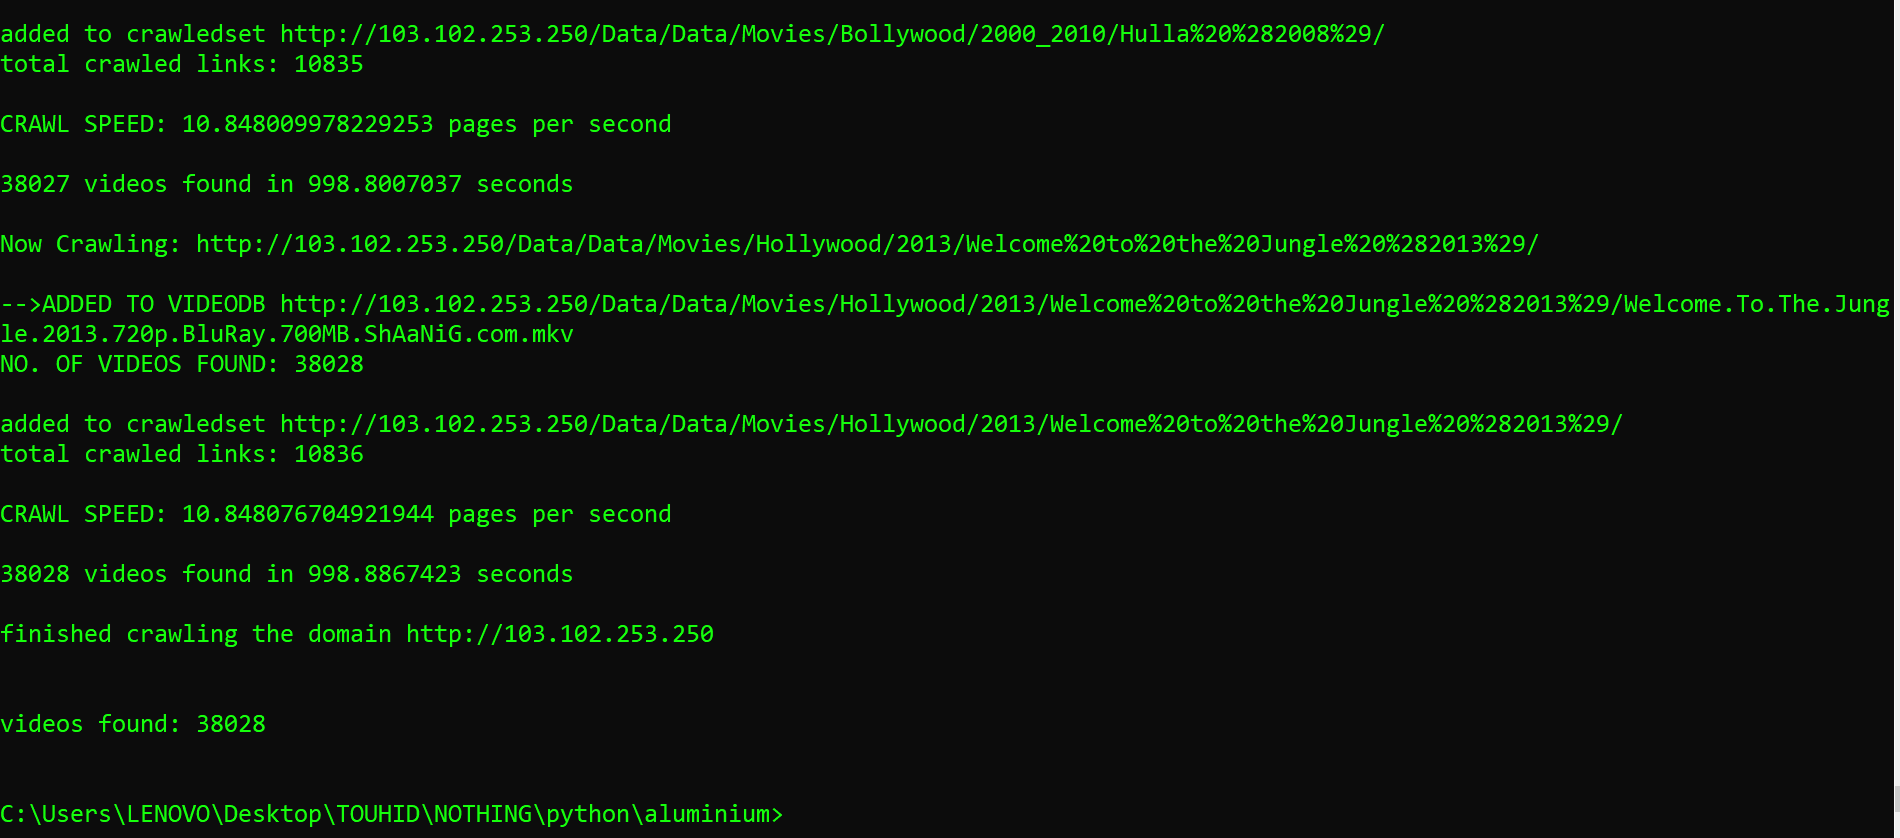 added to crawledset http://103.102.253.250/Data/Data/Movies/Bollywood/2000_2010/Hulla%20%282008%29/
total crawled links: 10835
CRAWL SPEED: 10.848009978229253 pages per second
38027 videos found in 998.8007037 seconds
Now Crawling: http://103.102.253.250/Data/Data/Movies/Hollywood/2013/Welcome%20to%20the%20Jungle%20%282013%29/
-->ADDED TO VIDEODB http://103.102.253.250/Data/Data/Movies/Hollywood/2013/Welcome%20to%20the%20Jungle%20%282013%29/Welcome.To.The.Jung
le.2013.720p.BluRay.700MB.ShAaNiG.com.mkv
NO. OF VIDEOS FOUND: 38028
added to crawledset http://103.102.253.250/Data/Data/Movies/Hollywood/2013/Welcome%20to%20the%20Jungle%20%282013%29/
total crawled links: 10836
CRAWL SPEED: 10.848076704921944 pages per second
38028 videos found in 998.8867423 seconds
finished crawling the domain http://103.102.253.250
videos found: 38028
C:\Users\LENOVO\Desktop\TOUHID\NOTHING\python\aluminium>